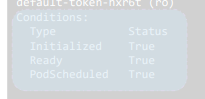 default-token-nxr6t (ro)
Conditions:
Type Status
Initialized True
Ready True
PodScheduled True